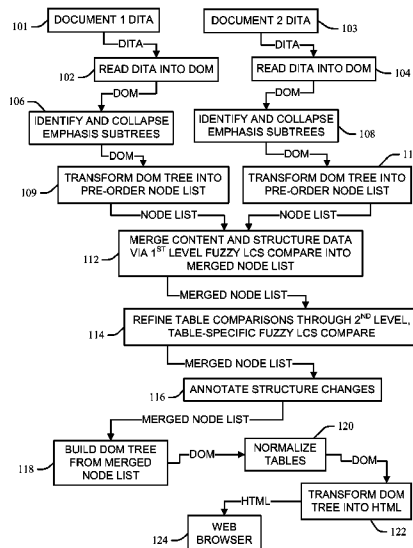 101
DOCUMENT 1 DITA
DOCUMENT 2 DITA
103
DITA
DITA
102
READ DITA INTO DOM
READ DITA INTO DOM
104
106
DOM
DOM
IDENTIFY AND COLLAPSE
EMPHASIS SUBTREES
IDENTIFY AND COLLAPSE
EMPHASIS SUBTREES
108
DOM
DOM
11
109
TRANSFORM DOM TREE INTO
PRE-ORDER NODE LIST
TRANSFORM DOM TREE INTO
PRE-ORDER NODE LIST
NODE LIST
NODE LIST
112
MERGE CONTENT AND STRUCTURE DATA
VIA 1ST LEVEL FUZZY LCS COMPARE INTO
MERGED NODE LIST
MERGED NODE LIST
114
REFINE TABLE COMPARISONS THROUGH 2ND LEVEL,
TABLE-SPECIFIC FUZZY LCS COMPARE
MERGED NODE LIST
116
ANNOTATE STRUCTURE CHANGES
MERGED NODE LIST
120
118
BUILD DOM TREE
FROM MERGED
NODE LIST
DOM
NORMALIZE
TABLES
DOM
HTML
TRANSFORM DOM
TREE INTO HTML
122
124
WEB
BROWSER